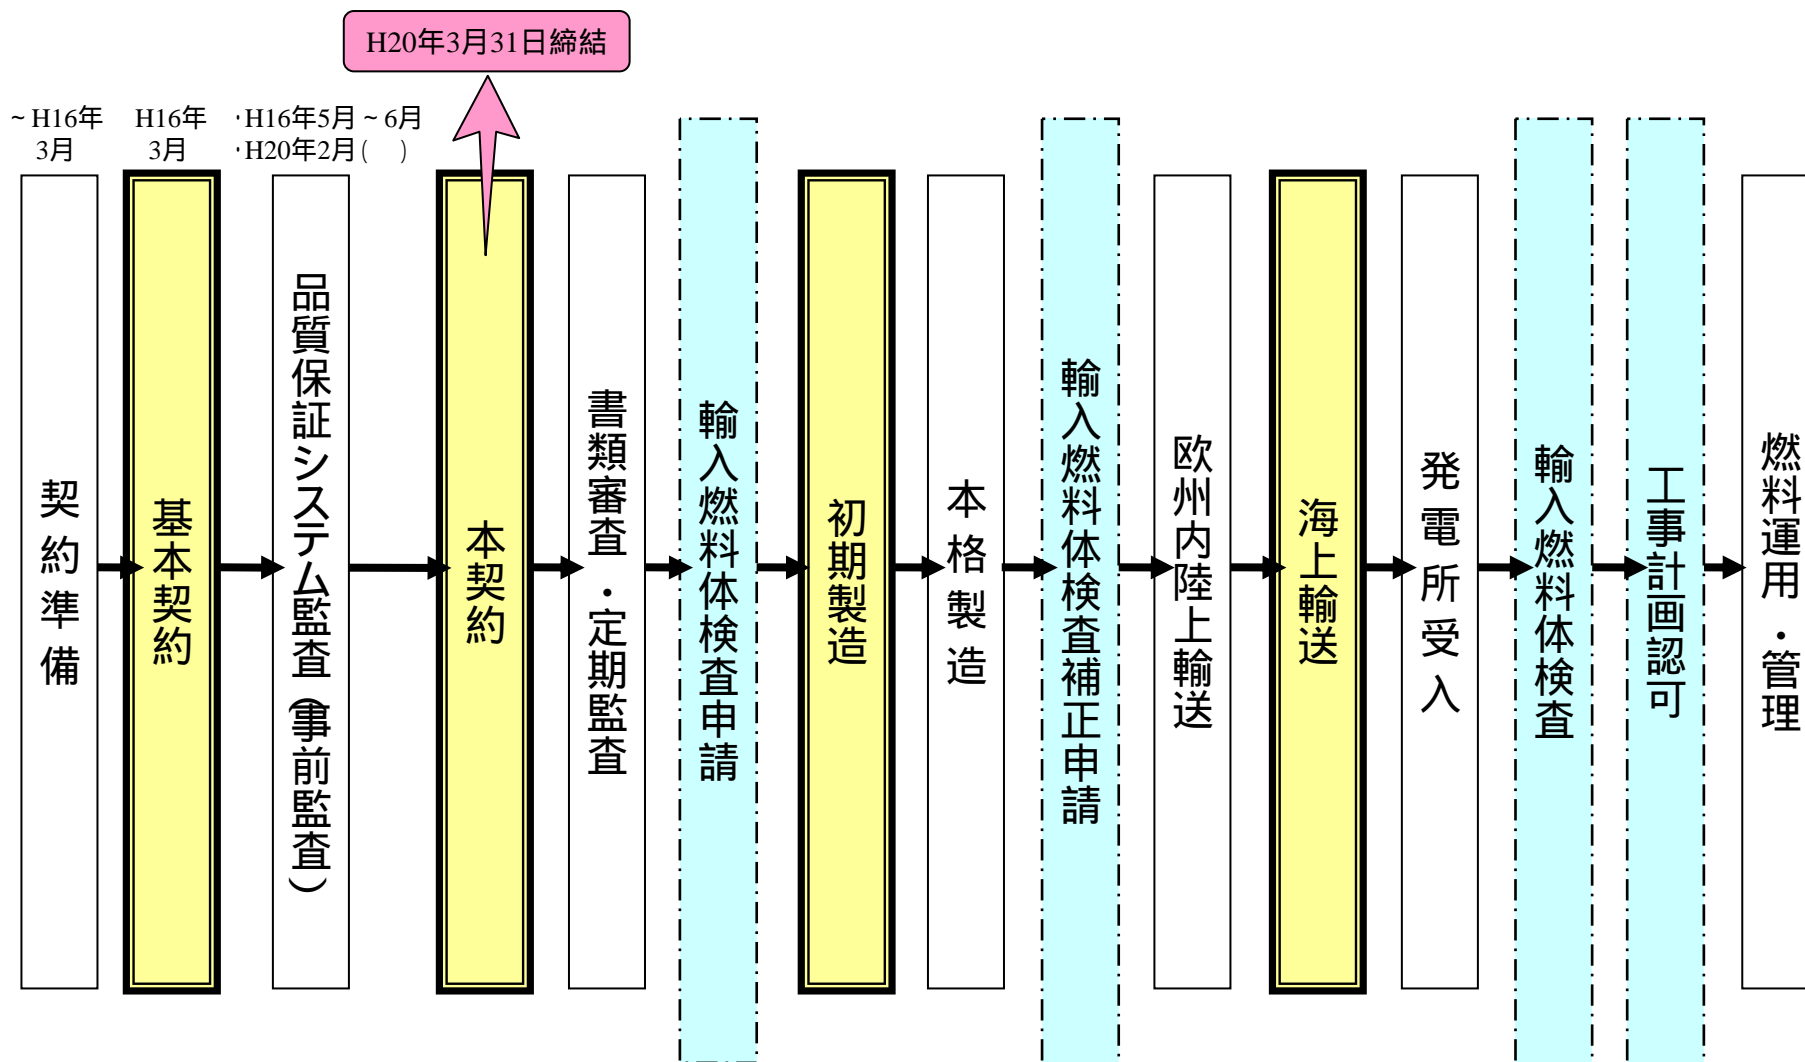 H20年3月31日締結
~H16年
3月
H16年
3月
・H16年5月~6月
・H20年2月(　)
契約準備
基本契約
品質保証システム監査(事前監査)
本契約
書類審査・定期監査
輸入燃料体検査申請
初期製造
本格製造
輸入燃料体検査補正申請
欧州内陸上輸送
海上輸送
発電所受入
輸入燃料体検査
工事計画認可
燃料運用・管理